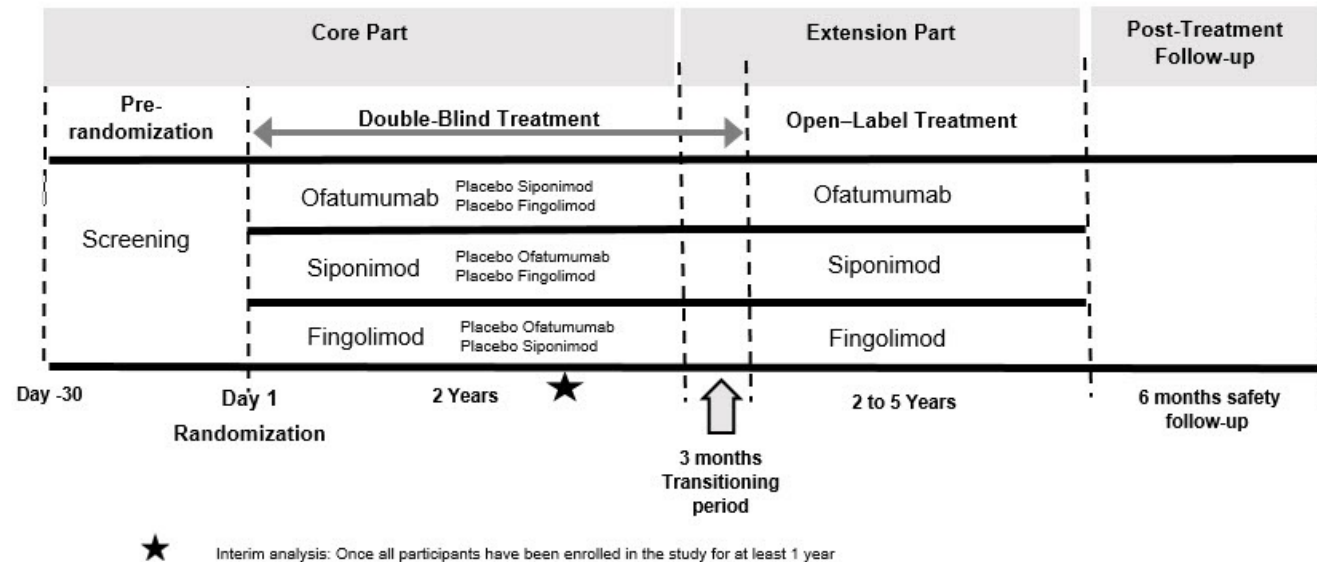 Core Part
Extension Part
Post-Treatment
Follow-up
Pre-
randomization
Double-Blind Treatment
Open–Label Treatment
Screening
Ofatumumab
Placebo Siponimod
Placebo Fingolimod
Ofatumumab
Siponimod
Placebo Ofatumumab
Placebo Fingolimod
Siponimod
Fingolimod
Placebo Ofatumumab
Placebo Siponimod
Fingolimod
Day -30
Day 1
Randomization
2 Years
3 months
Transitioning
period
2 to 5 Years
6 months safety
follow-up
Interim analysis: Once all participants have been enrolled in the study for at least 1 year